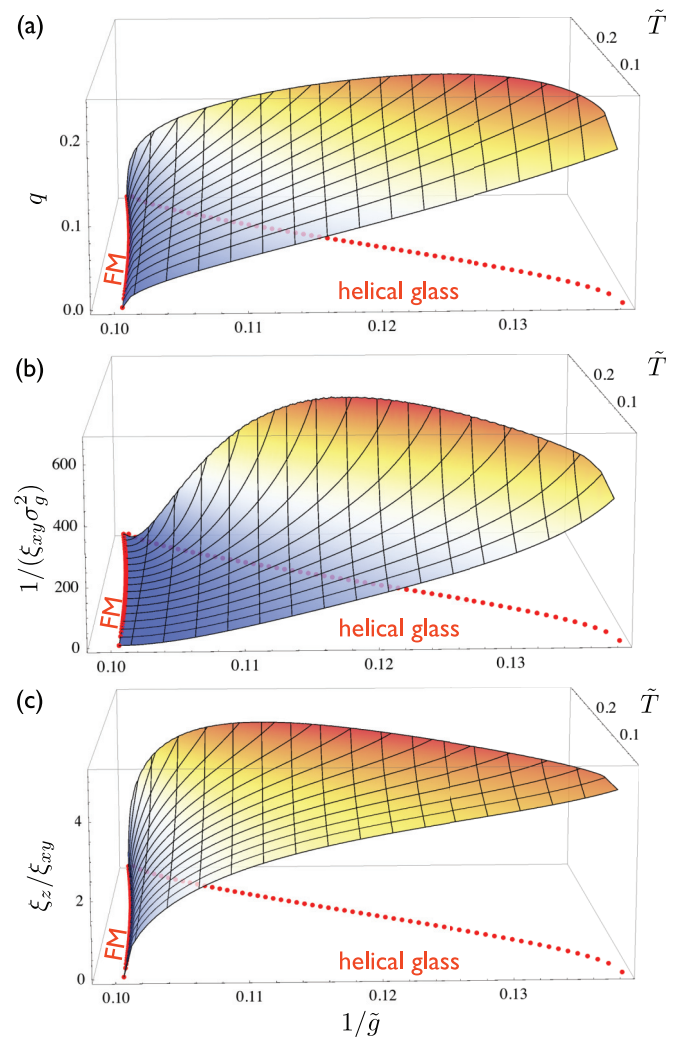 (a)
T̃
0.2
0.1
0.2
q
0.1
FM
helical glass
0.0
0.10
0.11
0.12
0.13
(b)
T̃
0.2
0.1
600
1/(ξxyσg²)
400
200
FM
helical glass
0
0.10
0.11
0.12
0.13
(c)
T̃
0.2
0.1
4
ξz/ξxy
2
FM
helical glass
0
0.10
0.11
0.12
0.13
1/g̃